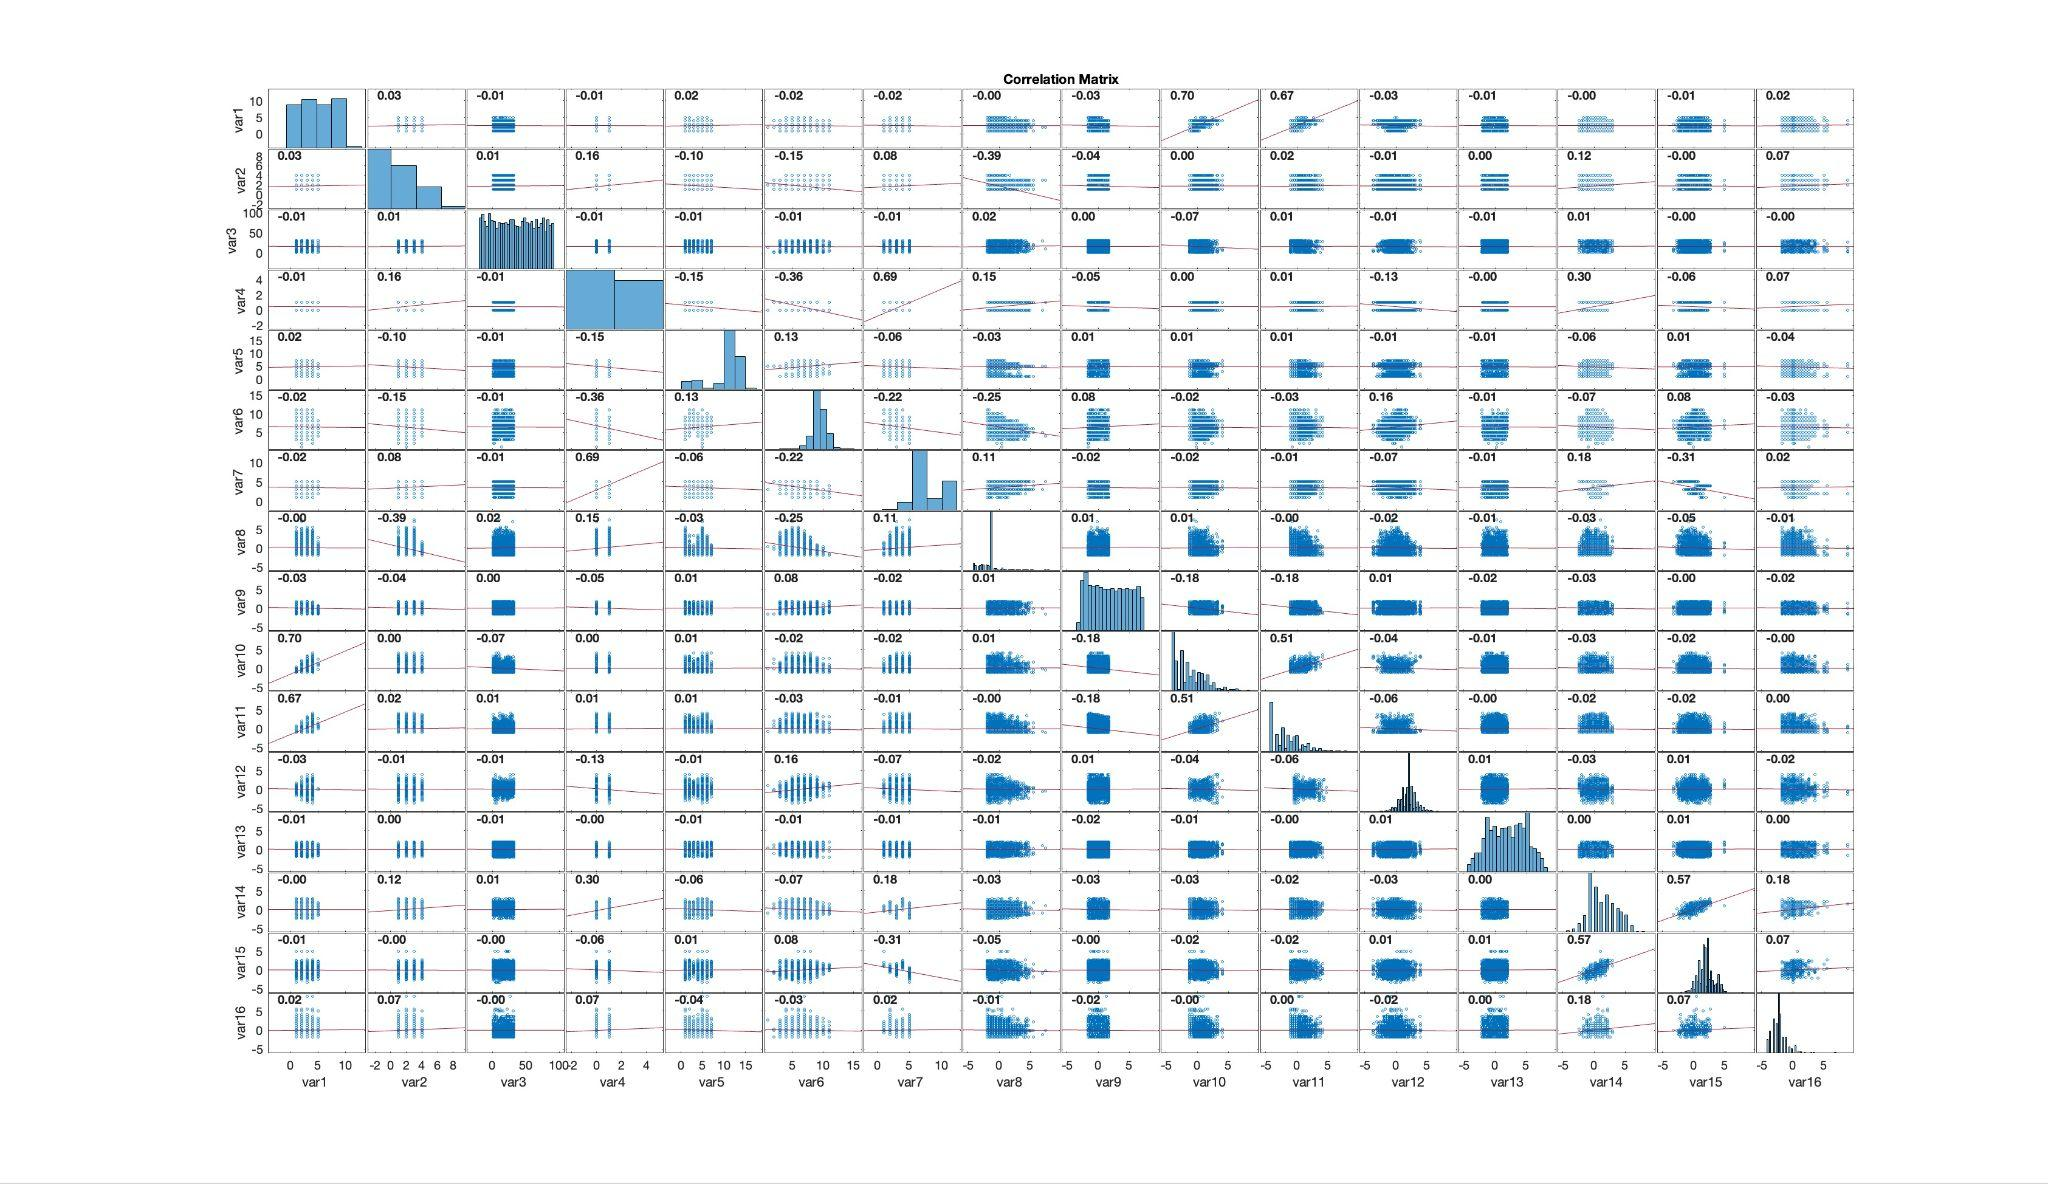 Correlation Matrix
0.03 -0.01 -0.01 0.02 -0.02 -0.02 -0.00 -0.03 0.70 0.67 -0.03 -0.01 -0.00 -0.01 0.02
var1 10 5 0
0.03 0.01 0.16 -0.10 -0.15 0.08 -0.39 -0.04 0.00 0.02 -0.01 0.00 0.12 -0.00 0.07
var2 8 6 4 2 0 -2
-0.01 0.01 -0.01 -0.01 -0.01 -0.01 0.02 0.00 -0.07 0.01 -0.01 -0.01 0.01 -0.00 -0.00
var3 100 50 0
-0.01 0.16 -0.01 -0.15 -0.36 0.69 0.15 -0.05 0.00 0.01 -0.13 -0.00 0.30 -0.06 0.07
var4 4 2 0 -2
0.02 -0.10 -0.01 -0.15 0.13 -0.06 -0.03 0.01 0.01 0.01 -0.01 -0.01 -0.06 0.01 -0.04
var5 15 10 5 0
-0.02 -0.15 -0.01 -0.36 0.13 -0.22 -0.25 0.08 -0.02 -0.03 0.16 -0.01 -0.07 0.08 -0.03
var6 15 10 5
-0.02 0.08 -0.01 0.69 -0.06 -0.22 0.11 -0.02 -0.02 -0.01 -0.07 -0.01 0.18 -0.31 0.02
var7 10 5 0
-0.00 -0.39 0.02 0.15 -0.03 -0.25 0.11 0.01 0.01 -0.00 -0.02 -0.01 -0.03 -0.05 -0.01
var8 5 0 -5
-0.03 -0.04 0.00 -0.05 0.01 0.08 -0.02 0.01 -0.18 -0.18 0.01 -0.02 -0.03 -0.00 -0.02
var9 5 0 -5
0.70 0.00 -0.07 0.00 0.01 -0.02 -0.02 0.01 -0.18 0.51 -0.04 -0.01 -0.03 -0.02 -0.00
var10 5 0 -5
0.67 0.02 0.01 0.01 0.01 -0.03 -0.01 -0.00 -0.18 0.51 -0.06 -0.00 -0.02 -0.02 0.00
var11 5 0 -5
-0.03 -0.01 -0.01 -0.13 -0.01 0.16 -0.07 -0.02 0.01 -0.04 -0.06 0.01 -0.03 0.01 -0.02
var12 5 0 -5
-0.01 0.00 -0.01 -0.00 -0.01 -0.01 -0.01 -0.01 -0.02 -0.01 -0.00 0.01 0.00 0.01 0.00
var13 5 0 -5
-0.00 0.12 0.01 0.30 -0.06 -0.07 0.18 -0.03 -0.03 -0.03 -0.02 -0.03 0.00 0.57 0.18
var14 5 0 -5
-0.01 -0.00 -0.00 -0.06 0.01 0.08 -0.31 -0.05 -0.00 -0.02 -0.02 0.01 0.01 0.57 0.07
var15 5 0 -5
0.02 0.07 -0.00 0.07 -0.04 -0.03 0.02 -0.01 -0.02 -0.00 0.00 -0.02 0.00 0.18 0.07
var16 5 0 -5
0 5 10 -2 0 2 4 6 8 0 50 100 -2 0 2 4 0 5 10 15 5 10 15 0 5 10 -5 0 5 -5 0 5 -5 0 5 -5 0 5 -5 0 5 -5 0 5 -5 0 5 -5 0 5 -5 0 5
var1 var2 var3 var4 var5 var6 var7 var8 var9 var10 var11 var12 var13 var14 var15 var16